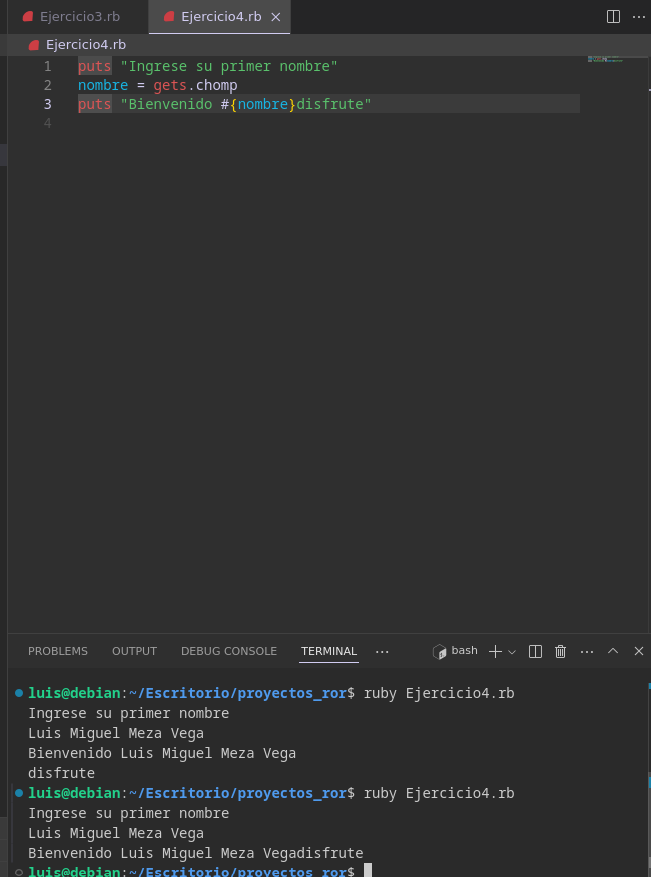 Ejercicio3.rb Ejercicio4.rb
Ejercicio4.rb
1 puts "Ingrese su primer nombre"
2 nombre = gets.chomp
3 puts "Bienvenido #{nombre}disfrute"
4
PROBLEMS OUTPUT DEBUG CONSOLE TERMINAL ... bash
luis@debian:~/Escritorio/proyectos_ror$ ruby Ejercicio4.rb
Ingrese su primer nombre
Luis Miguel Meza Vega
Bienvenido Luis Miguel Meza Vega
disfrute
luis@debian:~/Escritorio/proyectos_ror$ ruby Ejercicio4.rb
Ingrese su primer nombre
Luis Miguel Meza Vega
Bienvenido Luis Miguel Meza Vegadisfrute
luis@debian:~/Escritorio/proyectos_ror$